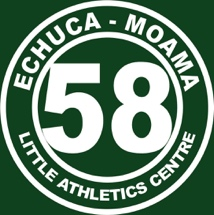 ECHUCA - MOAMA
58
LITTLE ATHLETICS CENTRE